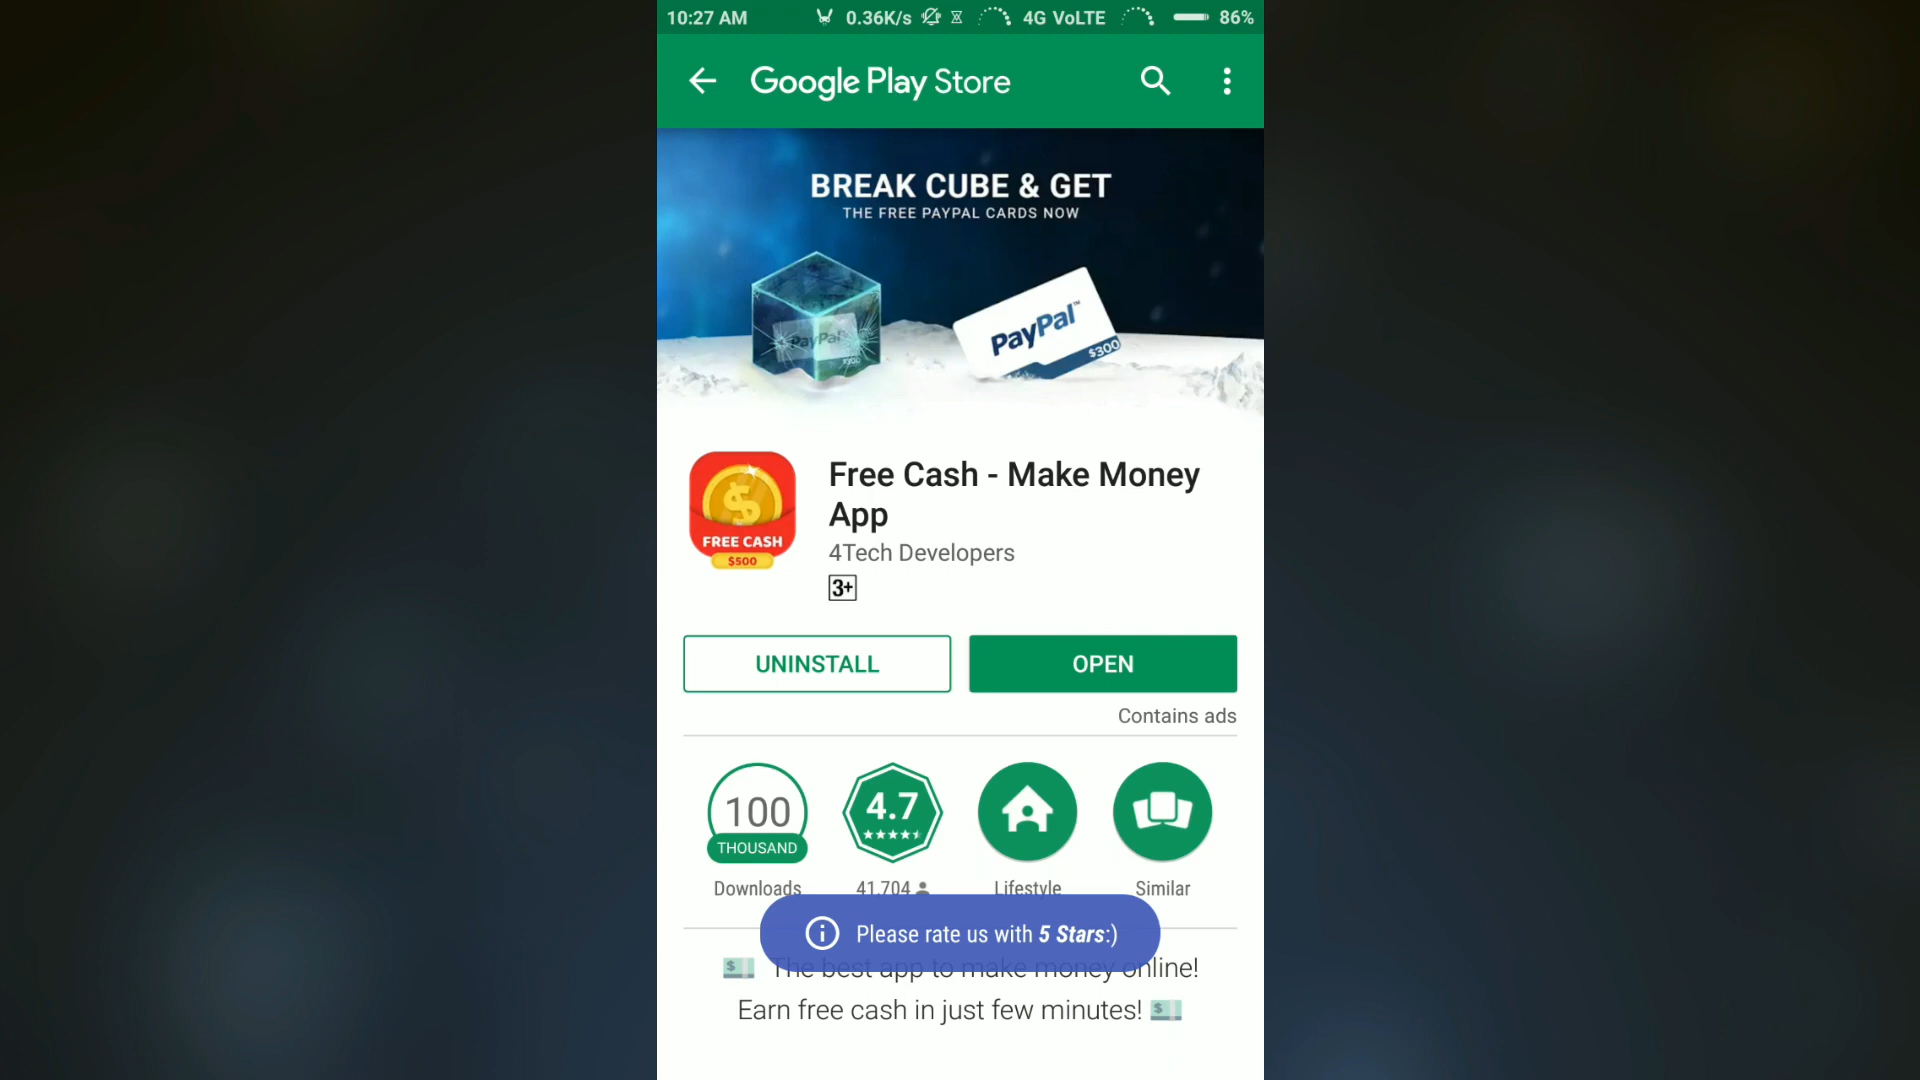 10:27 AM 0.36K/s 4G VoLTE 86%
Google Play Store
BREAK CUBE & GET
THE FREE PAYPAL CARDS NOW
PayPal
$300
PayPal™
$300
Free Cash - Make Money
App
4Tech Developers
3+
FREE CASH
$500
UNINSTALL OPEN
Contains ads
100
THOUSAND
4.7
Downloads 41,704 Lifestyle Similar
Please rate us with 5 Stars:)
The best app to make money online!
Earn free cash in just few minutes!